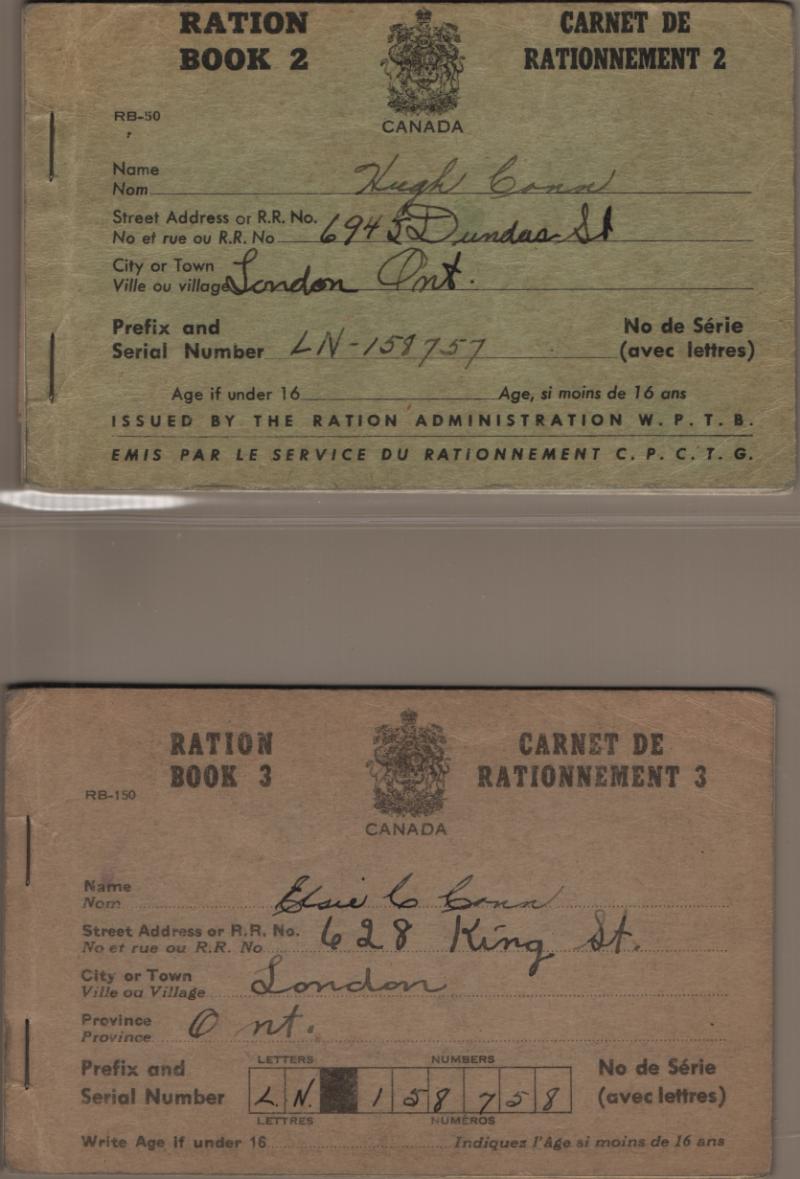 RATION CARNET DE
BOOK 2 RATIONNEMENT 2
CANADA
RB-50
Name
Nom Hugh Conn
Street Address or R.R. No.
No et rue ou R.R. No 694 1/2 Dundas St
City or Town
Ville ou village London Ont.
Prefix and No de Série
Serial Number LN-158757 (avec lettres)
Age if under 16 Age, si moins de 16 ans
ISSUED BY THE RATION ADMINISTRATION W. P. T. B.
EMIS PAR LE SERVICE DU RATIONNEMENT C. P. C. T. G.
RATION CARNET DE
BOOK 3 RATIONNEMENT 3
RB-150
CANADA
Name
Nom Elsie C Conn
Street Address or R.R. No.
No et rue ou R.R. No 628 King St.
City or Town
Ville ou Village London
Province
Province Ont.
LETTERS NUMBERS
Prefix and No de Série
Serial Number L. N. 1 5 8 7 5 8 (avec lettres)
LETTRES NUMÉROS
Write Age if under 16 Indiquez l'Âge si moins de 16 ans